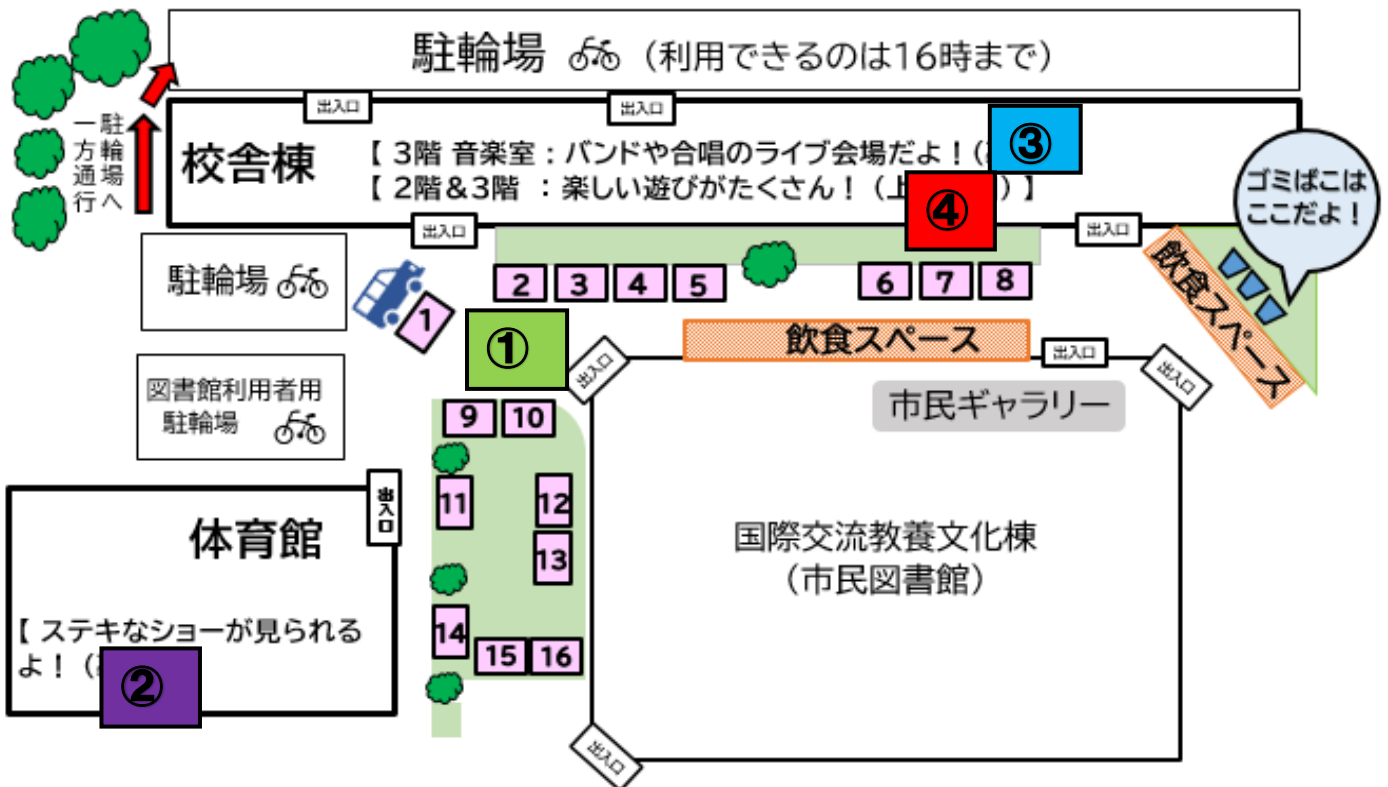 駐輪場 (利用できるのは16時まで)
出入口
出入口
駐輪場へ
一方通行
校舎棟
【 3階 音楽室：バンドや合唱のライブ会場だよ！(
③
【 2階&3階 ：楽しい遊びがたくさん！（上 ）】
④
ゴミばこは
ここだよ！
出入口
出入口
駐輪場
1
2
3
4
5
6
7
8
飲食スペース
①
飲食スペース
出入口
出入口
出入口
図書館利用者用
駐輪場
市民ギャラリー
9
10
11
12
13
14
15
16
出入口
体育館
【 ステキなショーが見られる
よ！（
②
国際交流教養文化棟
（市民図書館）
出入口